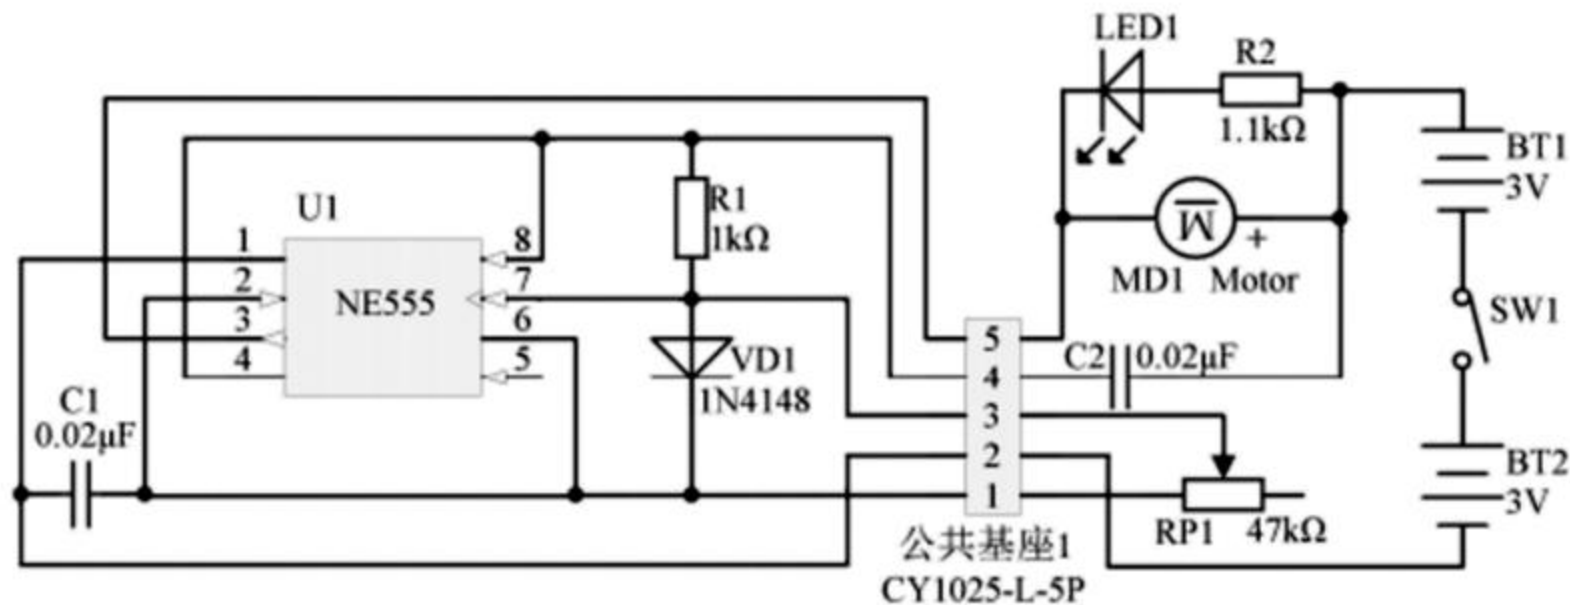 LED1
R2
1.1kΩ
BT1
3V
U1
R1
1kΩ
1
2
3
4
NE555
8
7
6
5
M
+
MD1 Motor
SW1
VD1
1N4148
C1
0.02μF
5
4
3
2
1
C2 0.02μF
BT2
3V
RP1 47kΩ
公共基座1
CY1025-L-5P